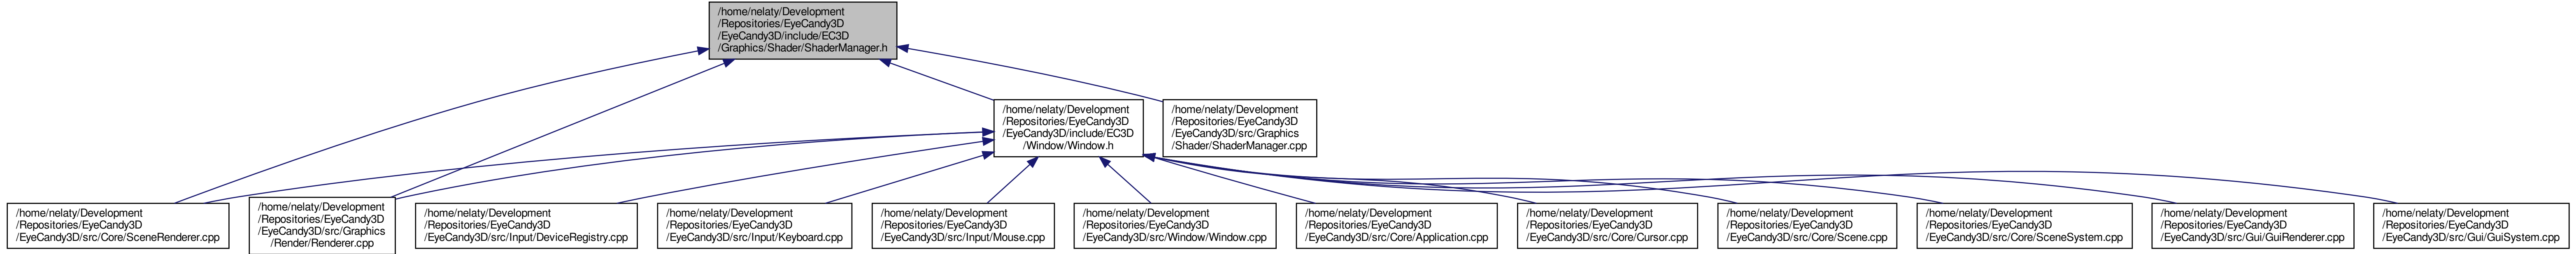 /home/nelaty/Development
/Repositories/EyeCandy3D
/EyeCandy3D/include/EC3D
/Graphics/Shader/ShaderManager.h
/home/nelaty/Development
/Repositories/EyeCandy3D
/EyeCandy3D/include/EC3D
/Window/Window.h
/home/nelaty/Development
/Repositories/EyeCandy3D
/EyeCandy3D/src/Graphics
/Shader/ShaderManager.cpp
/home/nelaty/Development
/Repositories/EyeCandy3D
/EyeCandy3D/src/Core/SceneRenderer.cpp
/home/nelaty/Development
/Repositories/EyeCandy3D
/EyeCandy3D/src/Graphics
/Render/Renderer.cpp
/home/nelaty/Development
/Repositories/EyeCandy3D
/EyeCandy3D/src/Input/DeviceRegistry.cpp
/home/nelaty/Development
/Repositories/EyeCandy3D
/EyeCandy3D/src/Input/Keyboard.cpp
/home/nelaty/Development
/Repositories/EyeCandy3D
/EyeCandy3D/src/Input/Mouse.cpp
/home/nelaty/Development
/Repositories/EyeCandy3D
/EyeCandy3D/src/Window/Window.cpp
/home/nelaty/Development
/Repositories/EyeCandy3D
/EyeCandy3D/src/Core/Application.cpp
/home/nelaty/Development
/Repositories/EyeCandy3D
/EyeCandy3D/src/Core/Cursor.cpp
/home/nelaty/Development
/Repositories/EyeCandy3D
/EyeCandy3D/src/Core/Scene.cpp
/home/nelaty/Development
/Repositories/EyeCandy3D
/EyeCandy3D/src/Core/SceneSystem.cpp
/home/nelaty/Development
/Repositories/EyeCandy3D
/EyeCandy3D/src/Gui/GuiRenderer.cpp
/home/nelaty/Development
/Repositories/EyeCandy3D
/EyeCandy3D/src/Gui/GuiSystem.cpp